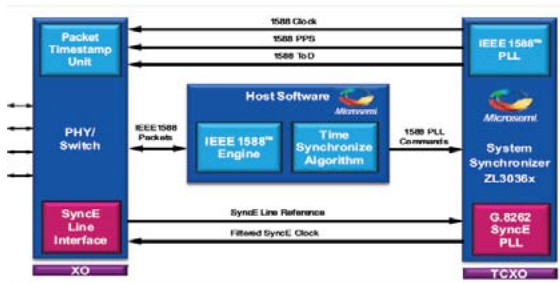 1588 Clock
1588 PPS
1588 ToD
Packet
Timestamp
Unit
IEEE 1588™
PLL
Host Software
Microsemi
Microsemi
PHY/
Switch
IEEE1588
Packets
IEEE 1588™
Engine
Time
Synchronize
Algorithm
1588 PLL
Commands
System
Synchronizer
ZL3036x
SyncE
Line
Interface
SyncE Line Reference
Filtered SyncE Clock
G.8262
SyncE
PLL
XO
TCXO